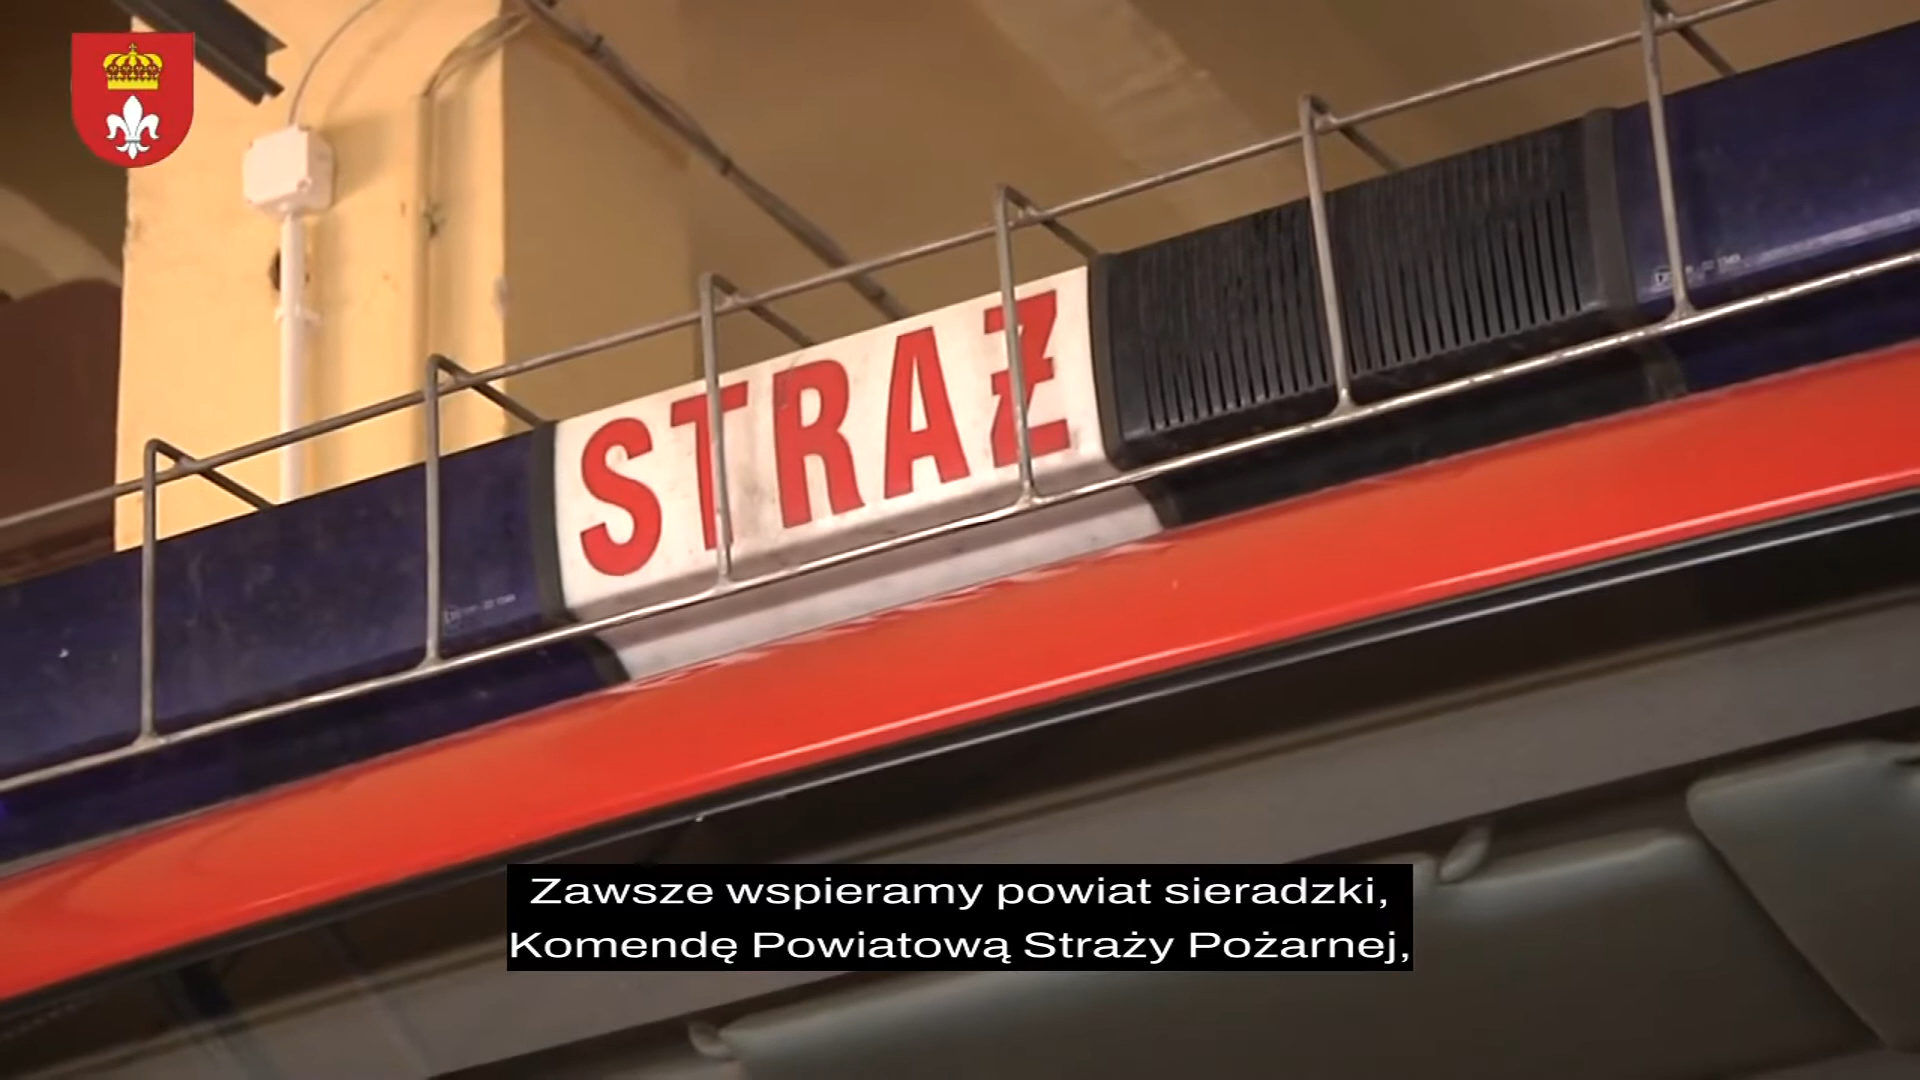 STRAŻ
Zawsze wspieramy powiat sieradzki,
Komendę Powiatową Straży Pożarnej,